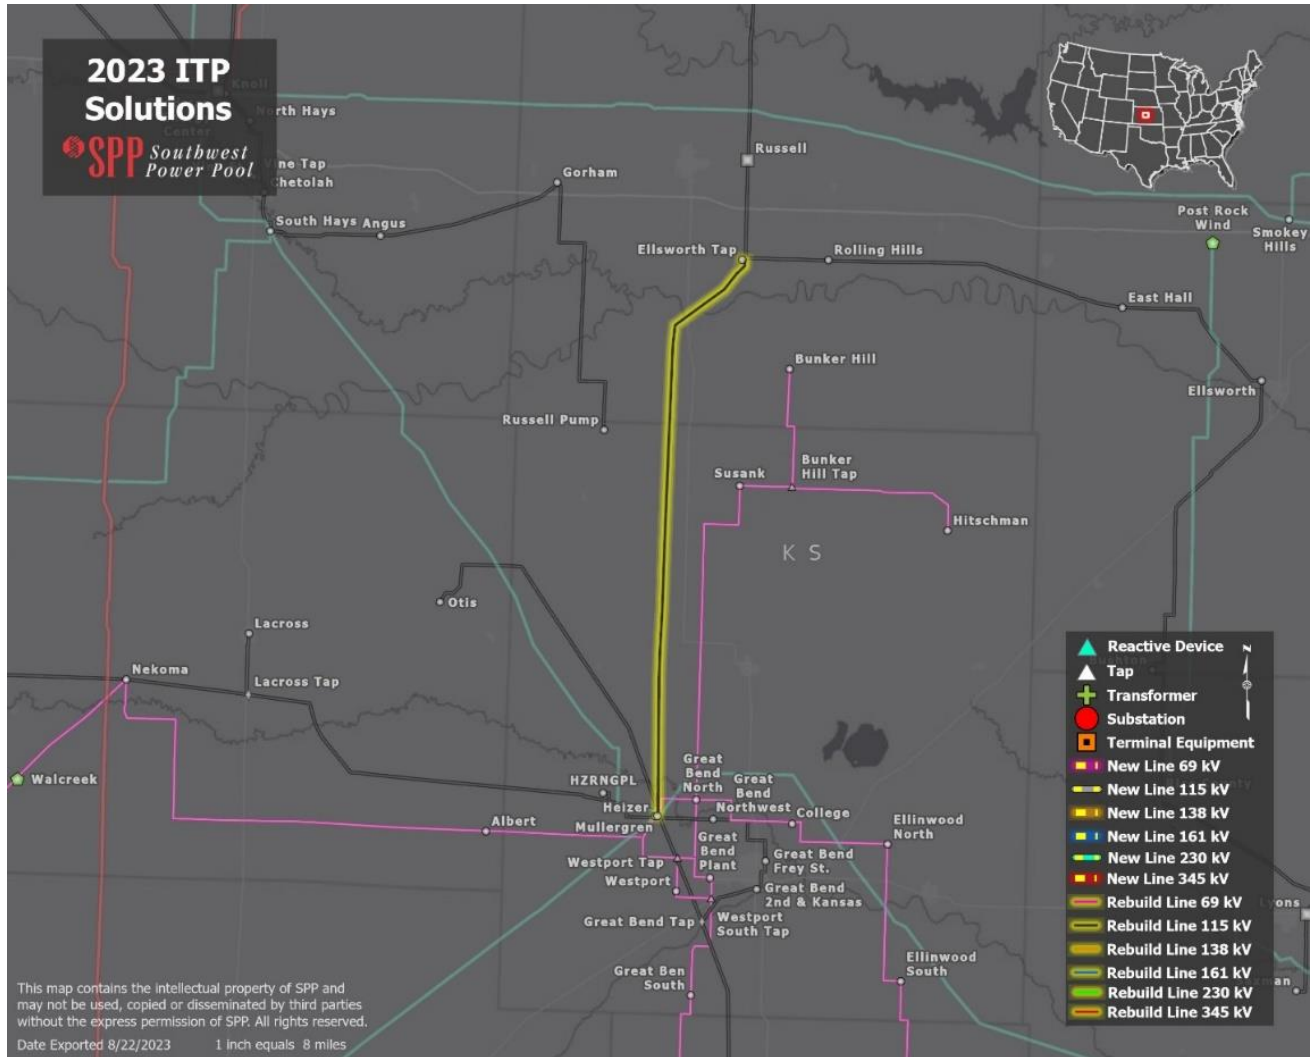 2023 ITP
Solutions
SPP Southwest
Power Pool
Knoll
North Hays
Center
Vine Tap
Chetolah
South Hays
Angus
Gorham
Russell
Post Rock
Wind
Smokey
Hills
Ellsworth Tap
Rolling Hills
East Hall
Bunker Hill
Ellsworth
Russell Pump
Susank
Bunker
Hill Tap
Hitschman
K S
Otis
Lacross
Nekoma
Lacross Tap
Walcreek
HZRNGPL
Great
Bend
North
Great
Bend
Northwest
Heizer
Mullergren
College
Ellinwood
North
Albert
Great
Bend
Plant
Westport Tap
Great Bend
Frey St.
Westport
Great Bend
2nd & Kansas
Great Bend Tap
Westport
South Tap
Great Ben
South
Ellinwood
South
Bushton
Lyons
N
Reactive Device
Tap
Transformer
Substation
Terminal Equipment
New Line 69 kV
New Line 115 kV
New Line 138 kV
New Line 161 kV
New Line 230 kV
New Line 345 kV
Rebuild Line 69 kV
Rebuild Line 115 kV
Rebuild Line 138 kV
Rebuild Line 161 kV
Rebuild Line 230 kV
Rebuild Line 345 kV
This map contains the intellectual property of SPP and
may not be used, copied or disseminated by third parties
without the express permission of SPP. All rights reserved.
Date Exported 8/22/2023 1 inch equals 8 miles